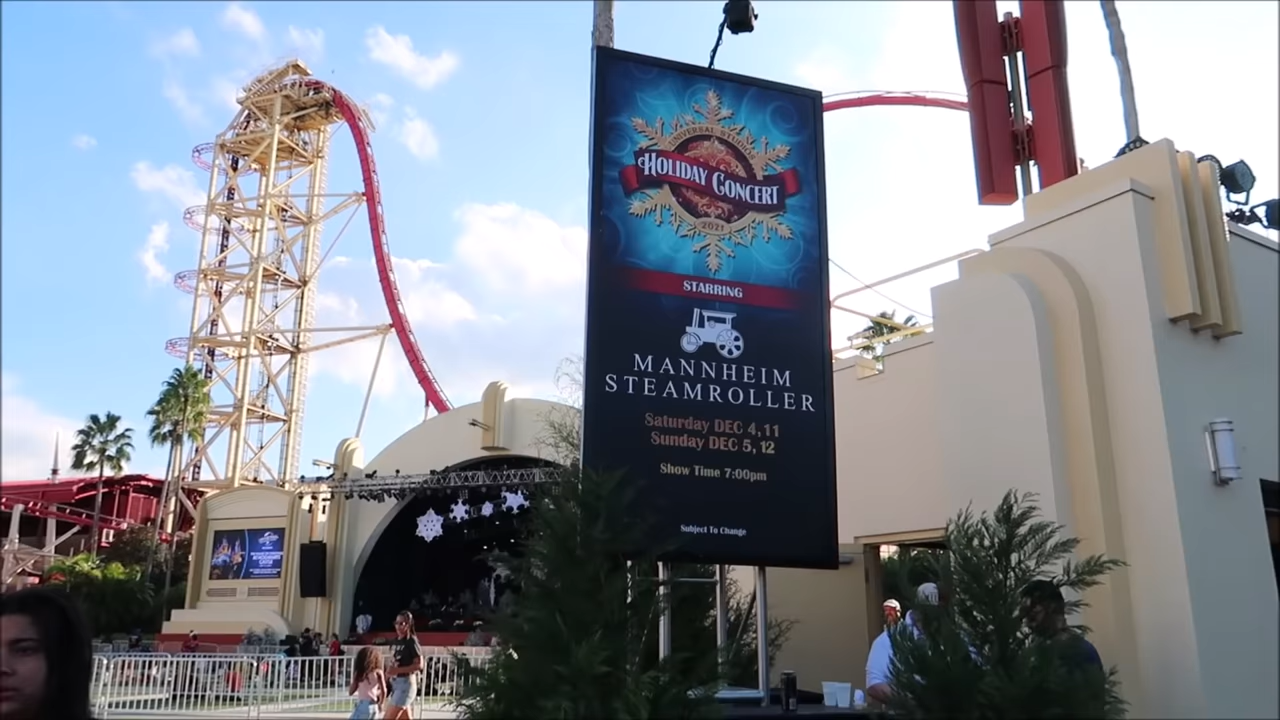 UNIVERSAL STUDIOS
HOLIDAY CONCERT
2021
STARRING
MANNHEIM
STEAMROLLER
Saturday DEC 4, 11
Sunday DEC 5, 12
Show Time 7:00pm
Subject To Change